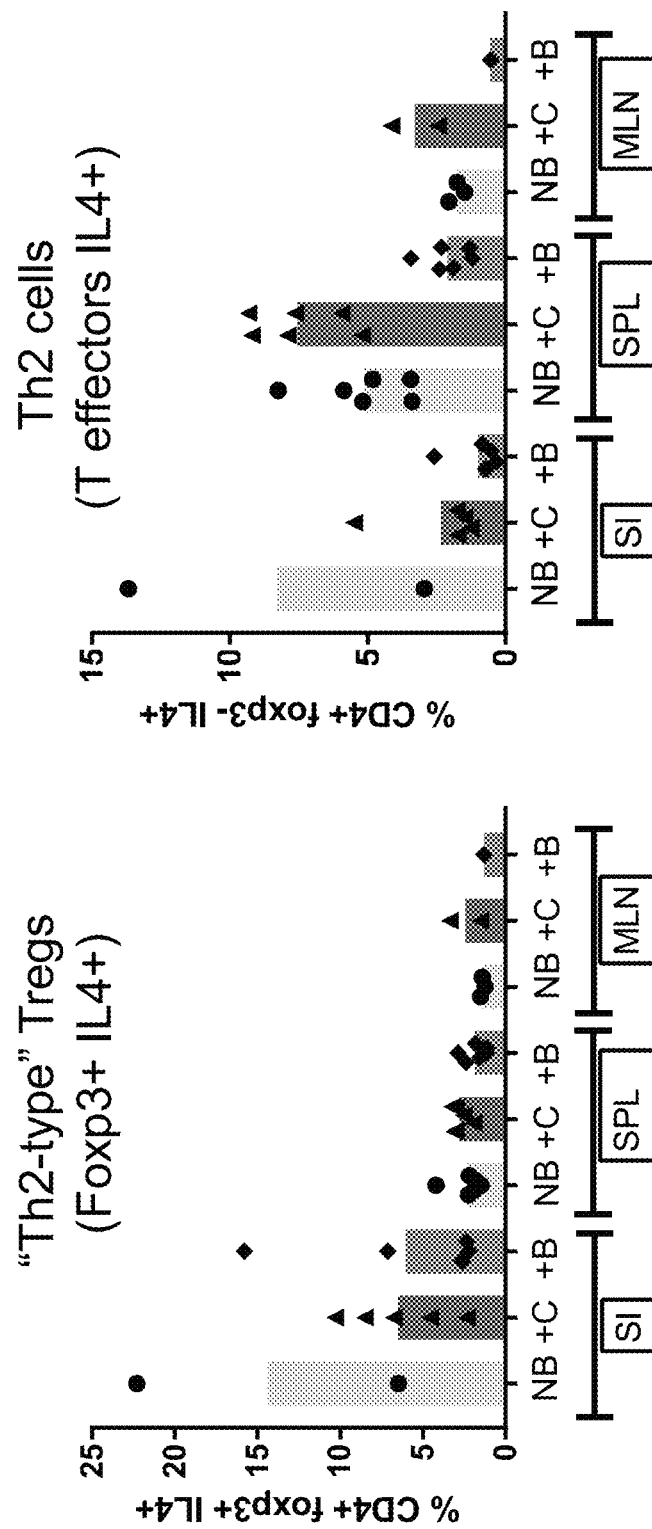 “Th2-type” Tregs
(Foxp3+ IL4+)
% CD4+ foxp3+ IL4+
25
20
15
10
5
0
NB +C +B NB +C +B NB +C +B
SI SPL MLN
Th2 cells
(T effectors IL4+)
% CD4+ foxp3- IL4+
15
10
5
0
NB +C +B NB +C +B NB +C +B
SI SPL MLN